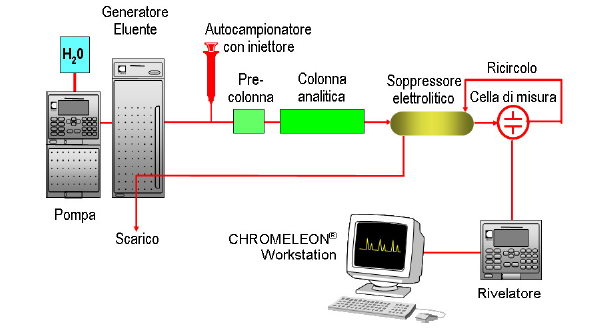 Generatore
Eluente
H20
Autocampionatore
con iniettore
Pre-
colonna
Colonna
analitica
Soppressore
elettrolitico
Ricircolo
Cella di misura
Pompa
Scarico
CHROMELEON®
Workstation
Rivelatore